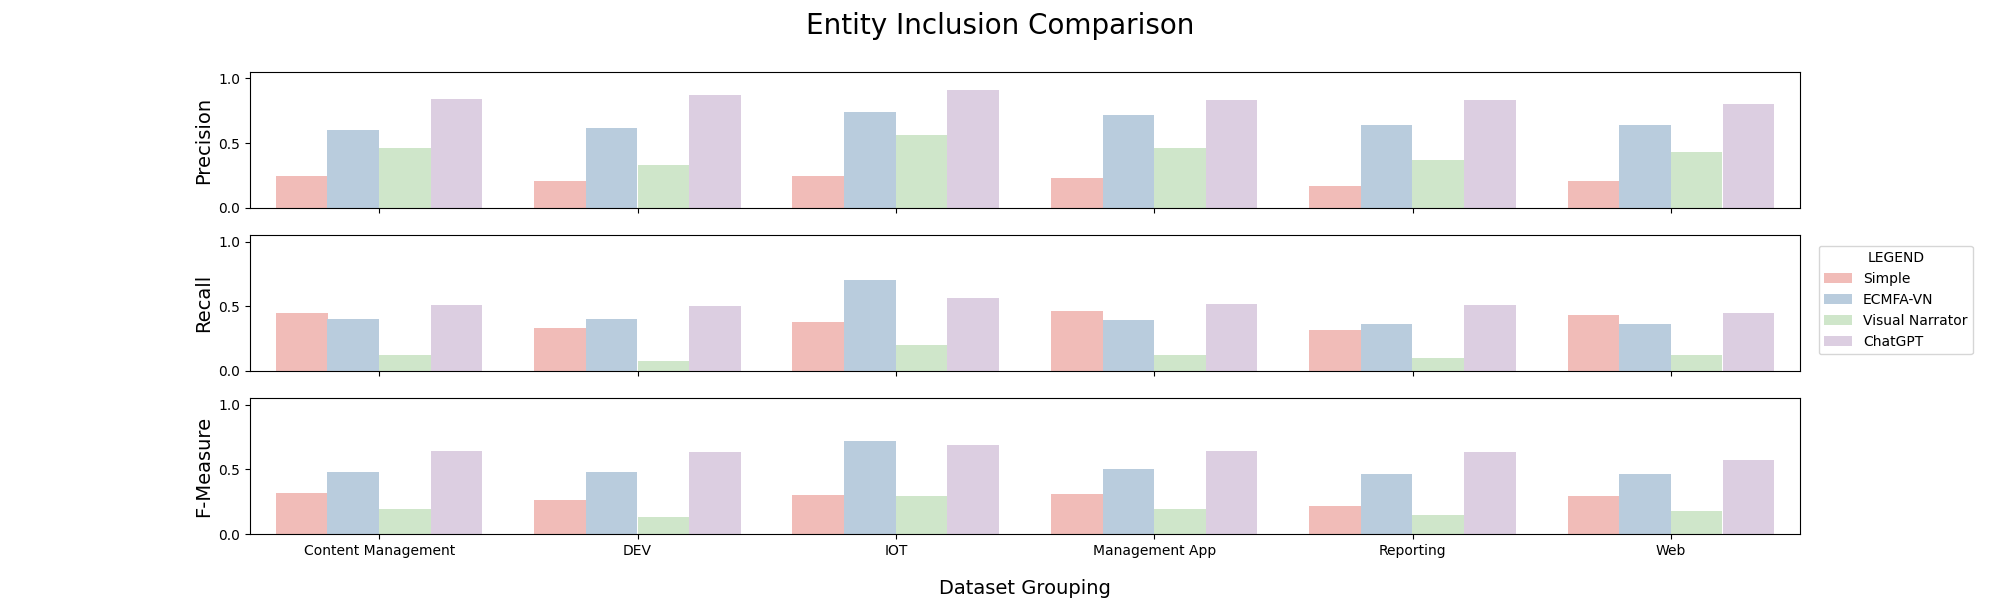 Entity Inclusion Comparison
Precision
1.0
0.5
0.0
Recall
1.0
0.5
0.0
F-Measure
1.0
0.5
0.0
Content Management
DEV
IOT
Management App
Reporting
Web
Dataset Grouping
LEGEND
Simple
ECMFA-VN
Visual Narrator
ChatGPT